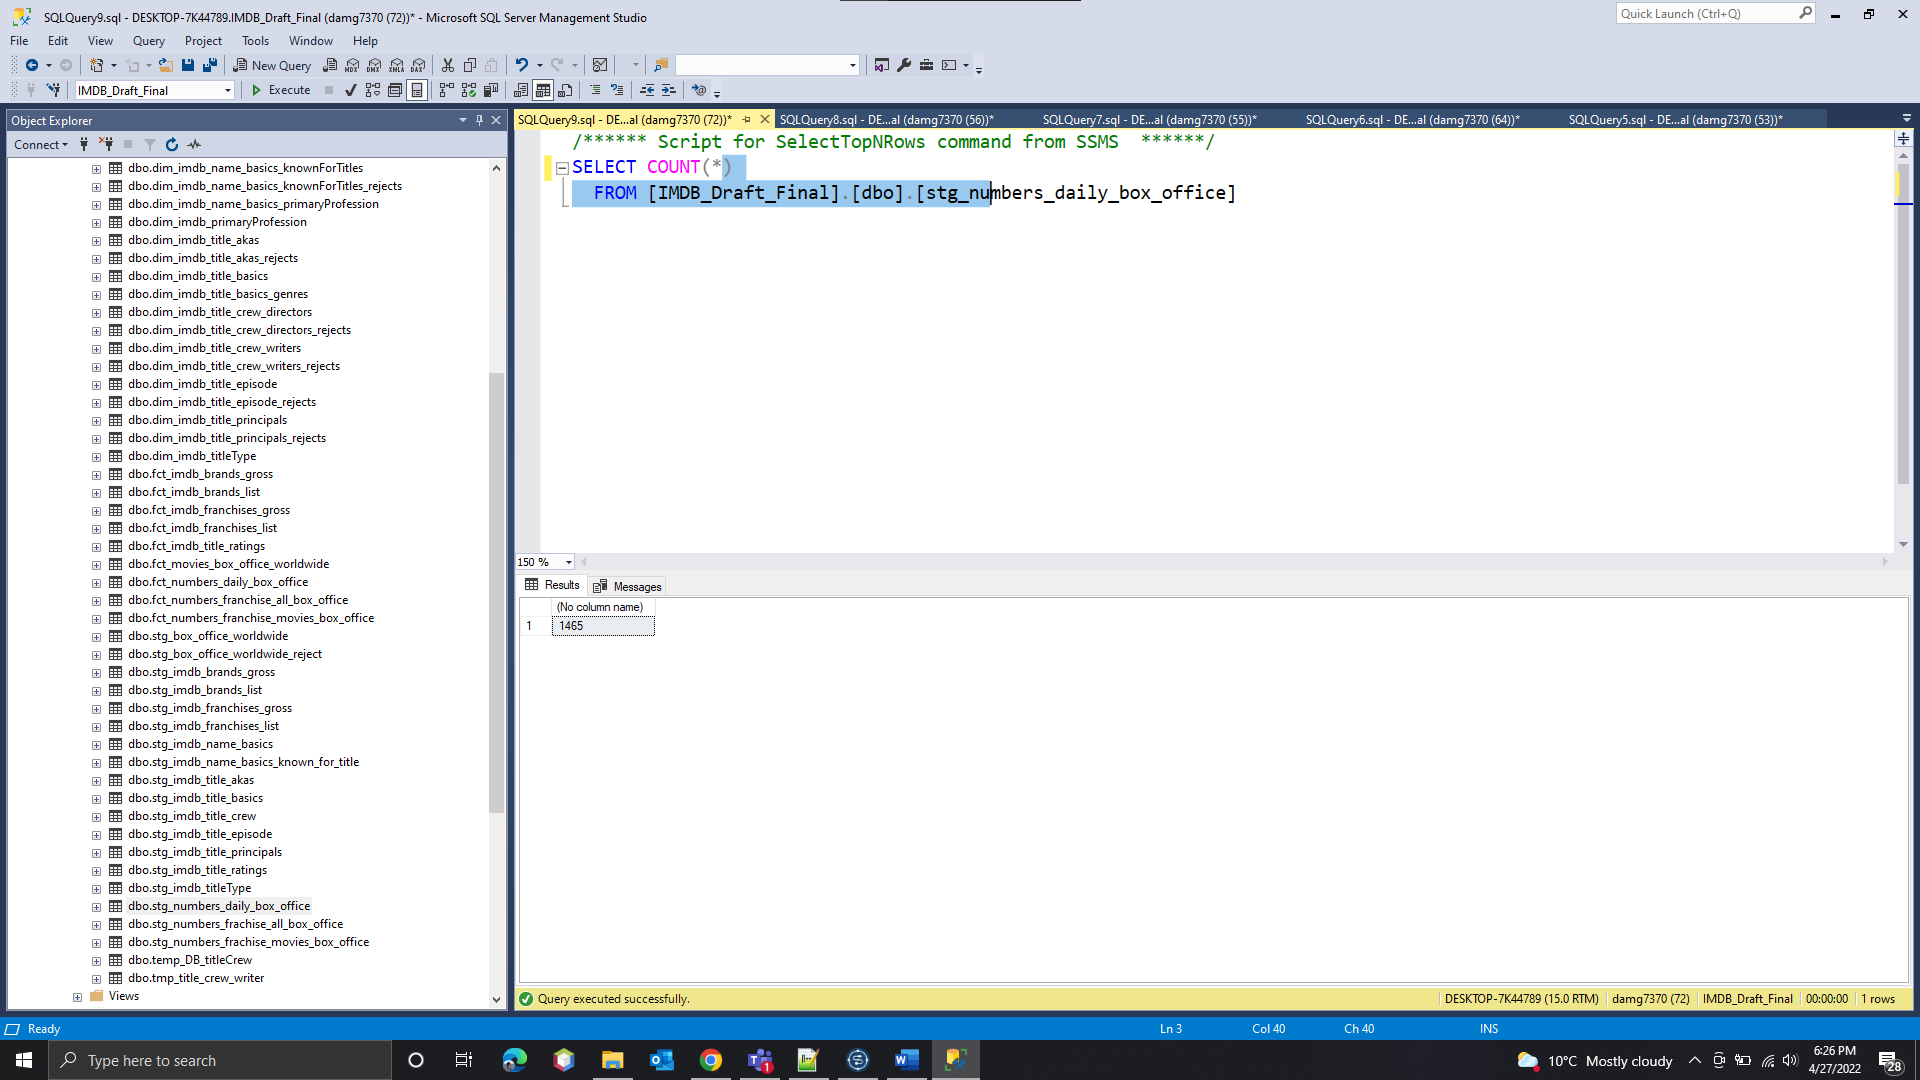 SQLQuery9.sql - DESKTOP-7K44789.IMDB_Draft_Final (damg7370 (72))* - Microsoft SQL Server Management Studio
Quick Launch (Ctrl+Q)
File Edit View Query Project Tools Window Help
New Query
MDX DMX XMLA DAX
IMDB_Draft_Final
Execute
Object Explorer
Connect
dbo.dim_imdb_name_basics_knownForTitles
dbo.dim_imdb_name_basics_knownForTitles_rejects
dbo.dim_imdb_name_basics_primaryProfession
dbo.dim_imdb_primaryProfession
dbo.dim_imdb_title_akas
dbo.dim_imdb_title_akas_rejects
dbo.dim_imdb_title_basics
dbo.dim_imdb_title_basics_genres
dbo.dim_imdb_title_crew_directors
dbo.dim_imdb_title_crew_directors_rejects
dbo.dim_imdb_title_crew_writers
dbo.dim_imdb_title_crew_writers_rejects
dbo.dim_imdb_title_episode
dbo.dim_imdb_title_episode_rejects
dbo.dim_imdb_title_principals
dbo.dim_imdb_title_principals_rejects
dbo.dim_imdb_titleType
dbo.fct_imdb_brands_gross
dbo.fct_imdb_brands_list
dbo.fct_imdb_franchises_gross
dbo.fct_imdb_franchises_list
dbo.fct_imdb_title_ratings
dbo.fct_movies_box_office_worldwide
dbo.fct_numbers_daily_box_office
dbo.fct_numbers_franchise_all_box_office
dbo.fct_numbers_franchise_movies_box_office
dbo.stg_box_office_worldwide
dbo.stg_box_office_worldwide_reject
dbo.stg_imdb_brands_gross
dbo.stg_imdb_brands_list
dbo.stg_imdb_franchises_gross
dbo.stg_imdb_franchises_list
dbo.stg_imdb_name_basics
dbo.stg_imdb_name_basics_known_for_title
dbo.stg_imdb_title_akas
dbo.stg_imdb_title_basics
dbo.stg_imdb_title_crew
dbo.stg_imdb_title_episode
dbo.stg_imdb_title_principals
dbo.stg_imdb_title_ratings
dbo.stg_imdb_titleType
dbo.stg_numbers_daily_box_office
dbo.stg_numbers_frachise_all_box_office
dbo.stg_numbers_frachise_movies_box_office
dbo.temp_DB_titleCrew
dbo.tmp_title_crew_writer
Views
SQLQuery9.sql - DE...al (damg7370 (72))* SQLQuery8.sql - DE...al (damg7370 (56))* SQLQuery7.sql - DE...al (damg7370 (55))* SQLQuery6.sql - DE...al (damg7370 (64))* SQLQuery5.sql - DE...al (damg7370 (53))*
/****** Script for SelectTopNRows command from SSMS ******/
SELECT COUNT(*)
FROM [IMDB_Draft_Final].[dbo].[stg_numbers_daily_box_office]
150 %
Results Messages
(No column name)
1 1465
Query executed successfully.
DESKTOP-7K44789 (15.0 RTM) damg7370 (72) IMDB_Draft_Final 00:00:00 1 rows
Ready
Ln 3 Col 40 Ch 40 INS
Type here to search
1
10°C Mostly cloudy
6:26 PM
4/27/2022
28